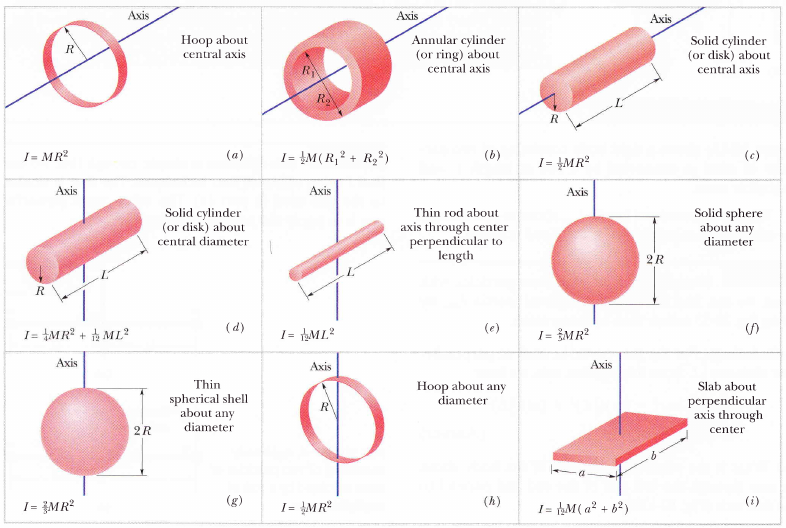 Axis
R
Hoop about
central axis
I = MR²
(a)
Axis
R₁
R₂
Annular cylinder
(or ring) about
central axis
I = ½M(R₁² + R₂²)
(b)
Axis
R
L
Solid cylinder
(or disk) about
central axis
I = ½MR²
(c)
Axis
R
L
Solid cylinder
(or disk) about
central diameter
I = ¼MR² + 1/12 ML²
(d)
Axis
L
Thin rod about
axis through center
perpendicular to
length
I = 1/12 ML²
(e)
Axis
2R
Solid sphere
about any
diameter
I = ⅖MR²
(f)
Axis
2R
Thin
spherical shell
about any
diameter
I = ⅔MR²
(g)
Axis
R
Hoop about any
diameter
I = ½MR²
(h)
Axis
a
b
Slab about
perpendicular
axis through
center
I = 1/12 M(a² + b²)
(i)